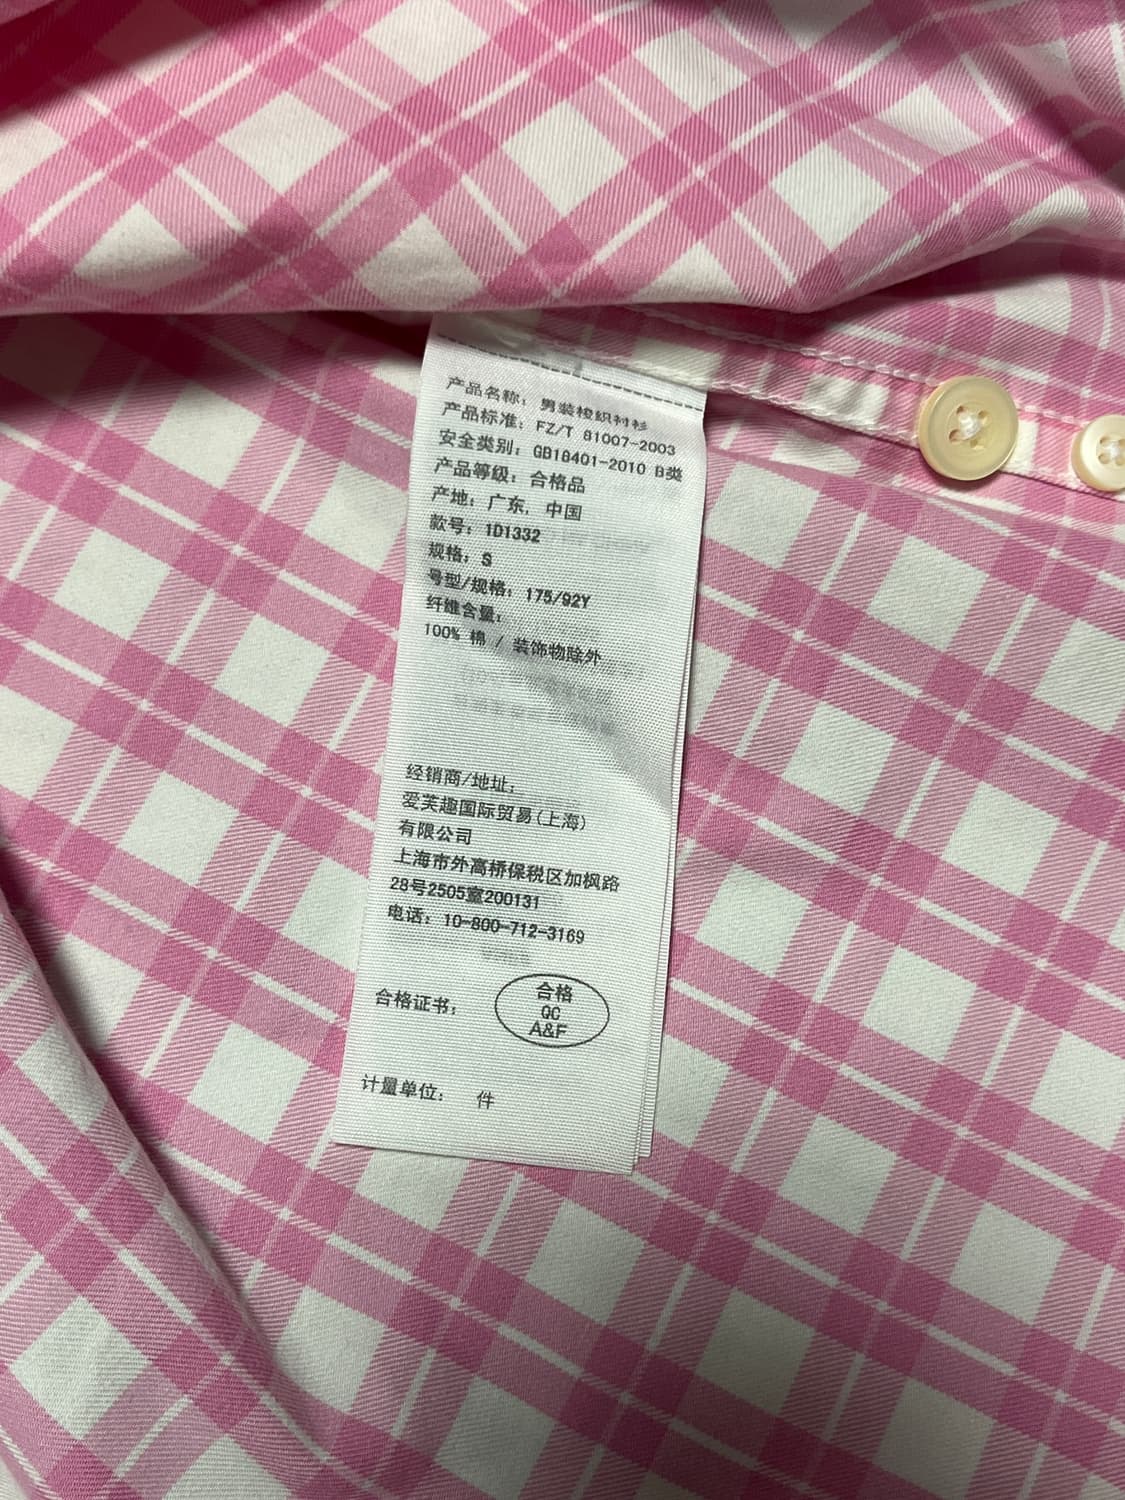 产品名称: 男装梭织衬衫
产品标准: FZ/T 81007-2003
安全类别: GB18401-2010 B类
产品等级: 合格品
产地: 广东, 中国
款号: 1D1332
规格: S
号型/规格: 175/92Y
纤维含量:
100% 棉 / 装饰物除外
经销商/地址:
爱芙趣国际贸易(上海)
有限公司
上海市外高桥保税区加枫路
28号2505室200131
电话: 10-800-712-3169
合格证书:
合格
QC
A&F
计量单位: 件